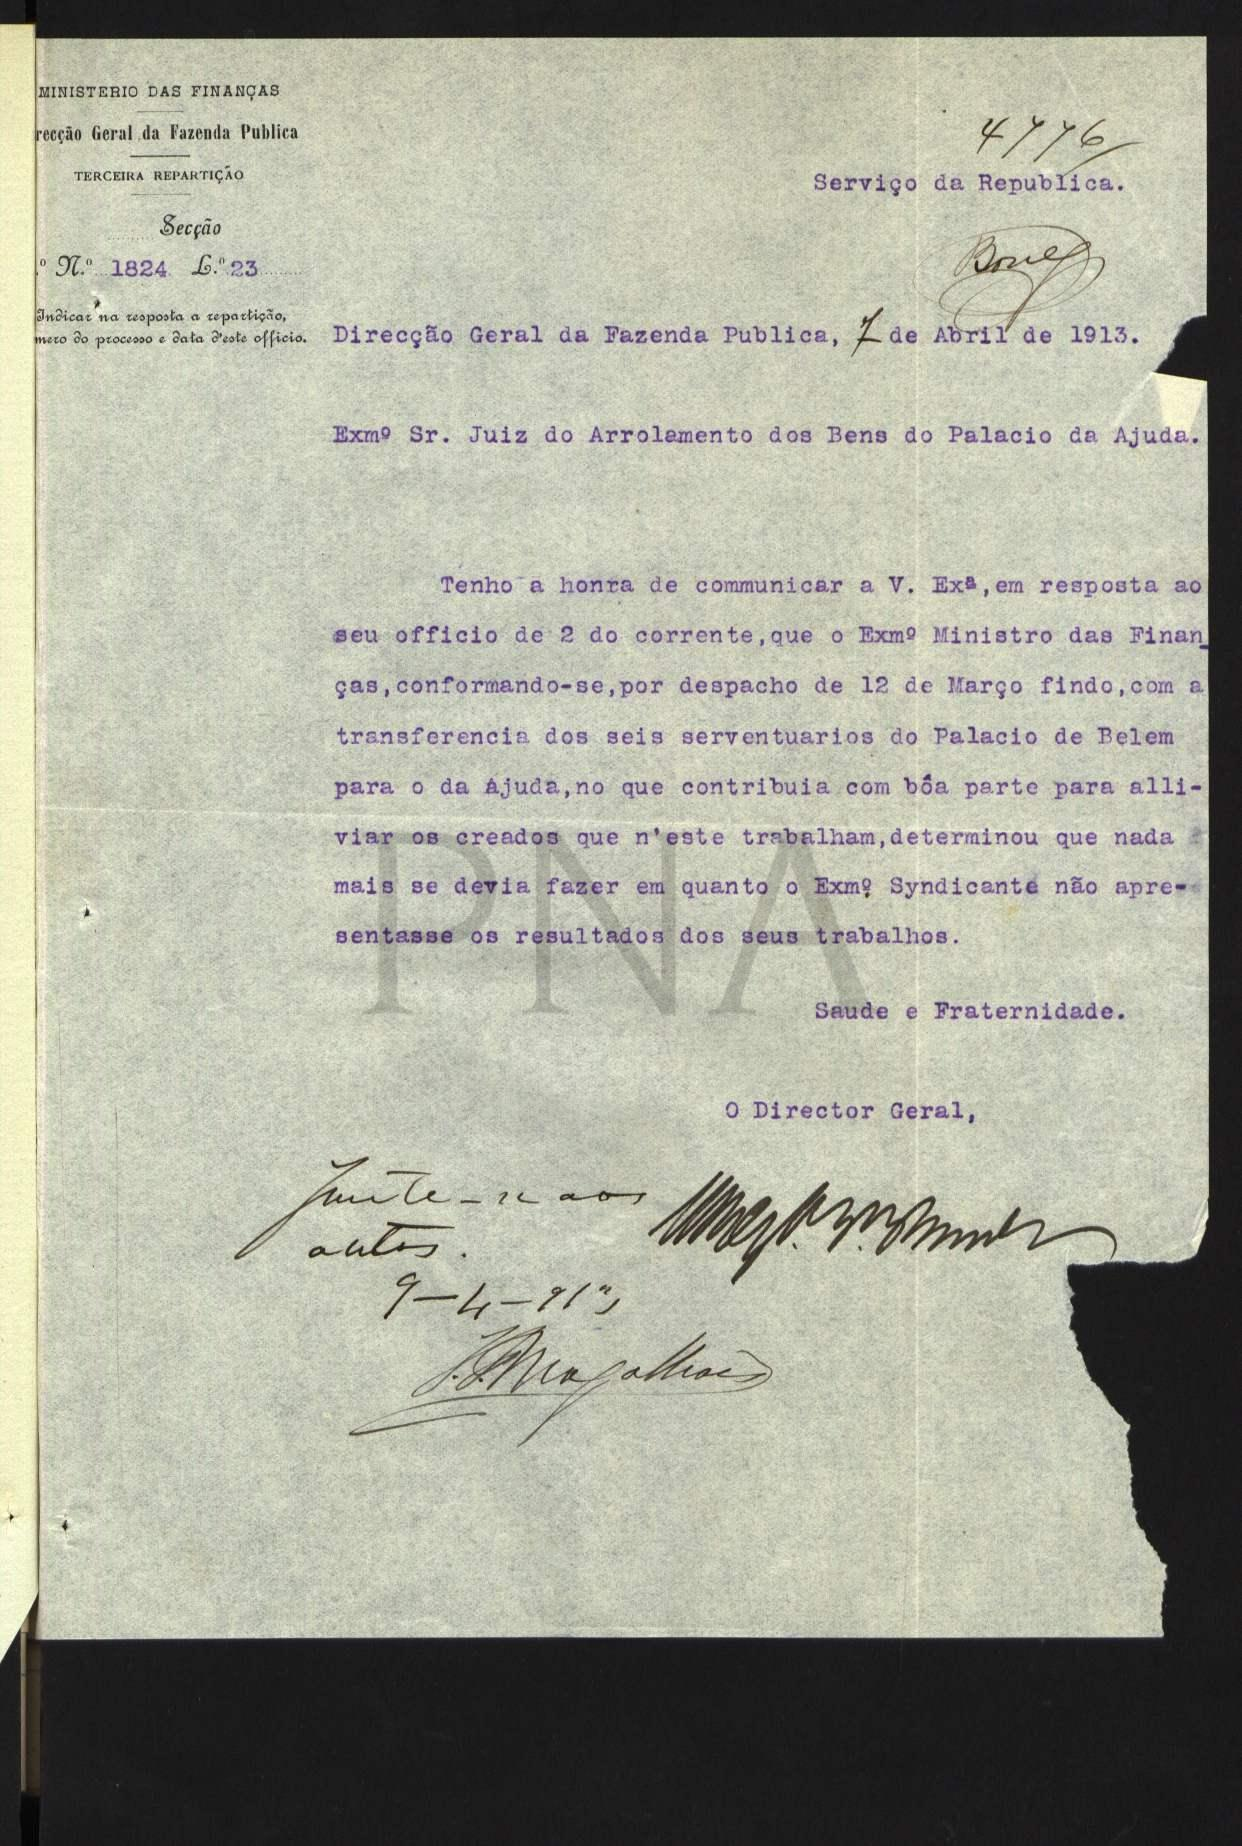 MINISTERIO DAS FINANÇAS
recção Geral da Fazenda Publica
TERCEIRA REPARTIÇÃO
Secção
.º N.º 1824 L.º 23
Indicar na resposta a repartição,
mero do processo e data d'este officio.
4776
Serviço da Republica.
Direcção Geral da Fazenda Publica, 7 de Abril de 1913.
Exmº Sr. Juiz do Arrolamento dos Bens do Palacio da Ajuda.
Tenho a honra de communicar a V. Exª,em resposta ao
seu officio de 2 do corrente,que o Exmº Ministro das Finan_
ças,conformando-se,por despacho de 12 de Março findo,com a
transferencia dos seis serventuarios do Palacio de Belem
para o da Ajuda,no que contribuia com bôa parte para alli-
viar os creados que n'este trabalham,determinou que nada
mais se devia fazer em quanto o Exmº Syndicante não apre-
sentasse os resultados dos seus trabalhos.
PNA
Saude e Fraternidade.
O Director Geral,
Junte-se aos
autos.
9-4-913
Magalhães